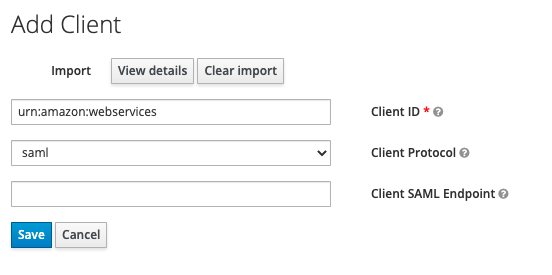 Add Client
Import View details Clear import
urn:amazon:webservices Client ID *
saml Client Protocol
Client SAML Endpoint
Save Cancel